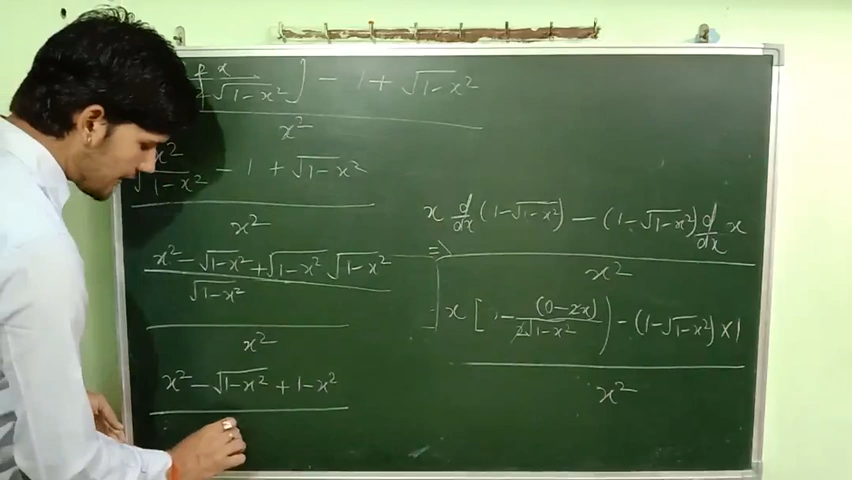 x
√1-x² ] - 1 + √1-x²
x²
x²
√1-x² - 1 + √1-x²
x²
x² - √1-x² + √1-x² √1-x²
√1-x²
x²
x² - √1-x² + 1-x²
x d/dx (1-√1-x²) - (1-√1-x²) d/dx x
⇒
x²
x [ - (0-2x) / 2√1-x² ) - (1-√1-x²) × 1
x²